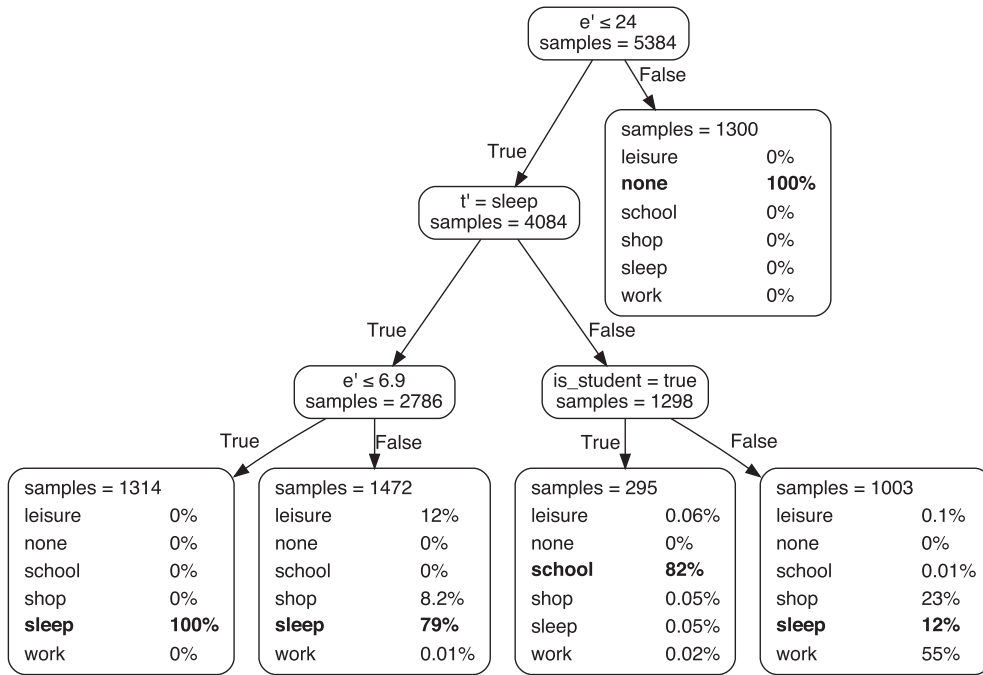 e' ≤ 24
samples = 5384
False
samples = 1300
leisure 0%
none 100%
school 0%
shop 0%
sleep 0%
work 0%
True
t' = sleep
samples = 4084
True
False
e' ≤ 6.9
samples = 2786
is_student = true
samples = 1298
True
False
True
False
samples = 1314
leisure 0%
none 0%
school 0%
shop 0%
sleep 100%
work 0%
samples = 1472
leisure 12%
none 0%
school 0%
shop 8.2%
sleep 79%
work 0.01%
samples = 295
leisure 0.06%
none 0%
school 82%
shop 0.05%
sleep 0.05%
work 0.02%
samples = 1003
leisure 0.1%
none 0%
school 0.01%
shop 23%
sleep 12%
work 55%